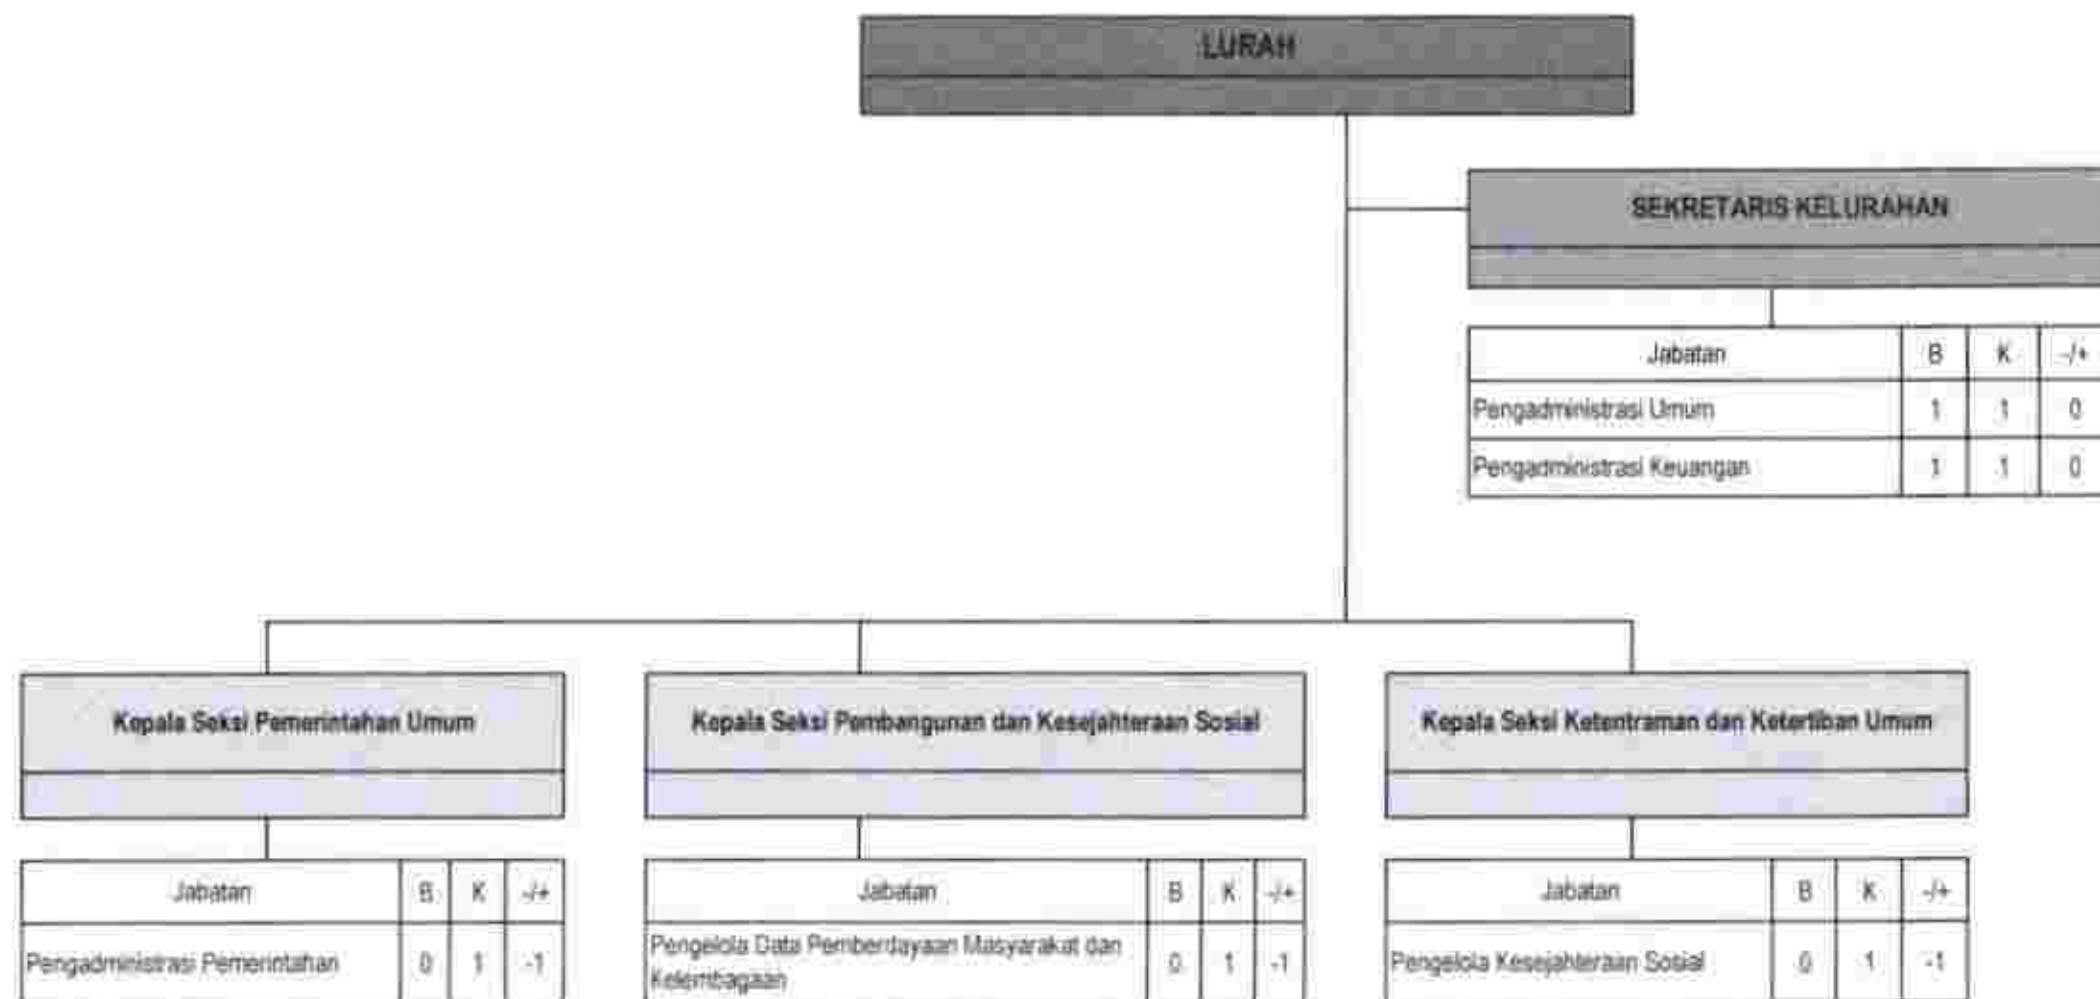 LURAH
SEKRETARIS KELURAHAN
Jabatan B K -/+
Pengadministrasi Umum 1 1 0
Pengadministrasi Keuangan 1 1 0
Kepala Seksi Pemerintahan Umum
Kepala Seksi Pembangunan dan Kesejahteraan Sosial
Kepala Seksi Ketentraman dan Ketertiban Umum
Jabatan B K -/+
Pengadministrasi Pemerintahan 0 1 -1
Jabatan B K -/+
Pengelola Data Pemberdayaan Masyarakat dan
Kelembagaan 0 1 -1
Jabatan B K -/+
Pengelola Kesejahteraan Sosial 0 1 -1